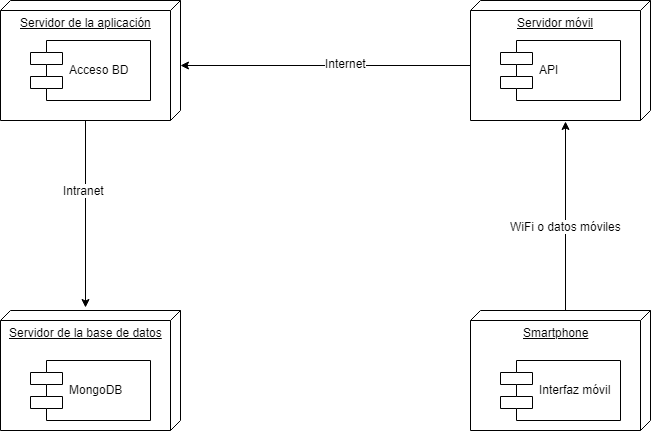 Servidor de la aplicación
Acceso BD
Internet
Servidor móvil
API
Intranet
WiFi o datos móviles
Servidor de la base de datos
MongoDB
Smartphone
Interfaz móvil